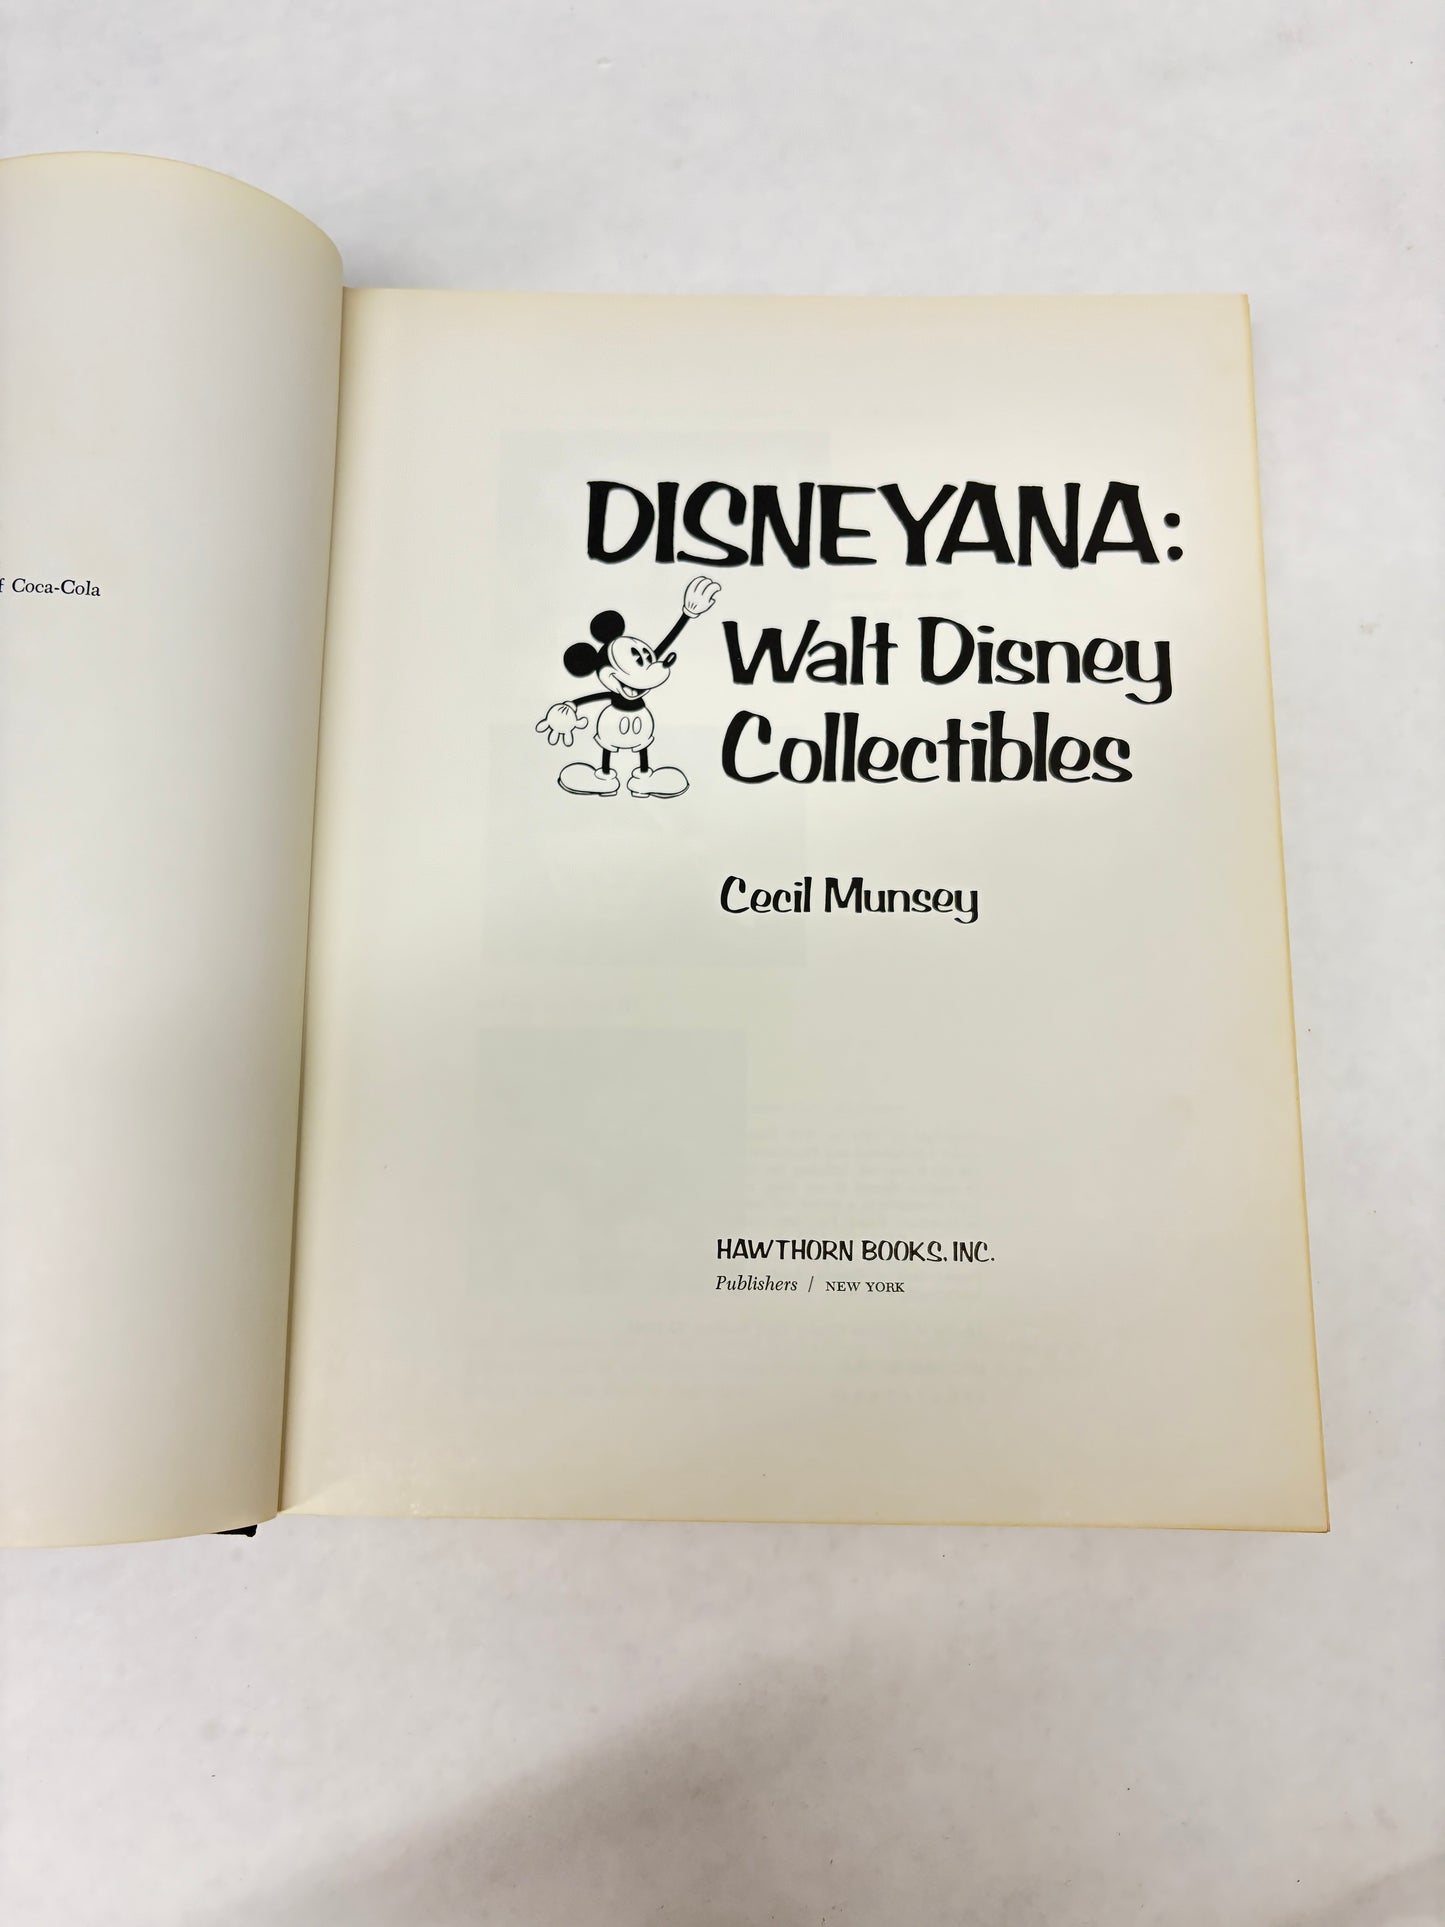 f Coca-Cola
DISNEYANA:
Walt Disney
Collectibles
Cecil Munsey
HAWTHORN BOOKS, INC.
Publishers / NEW YORK